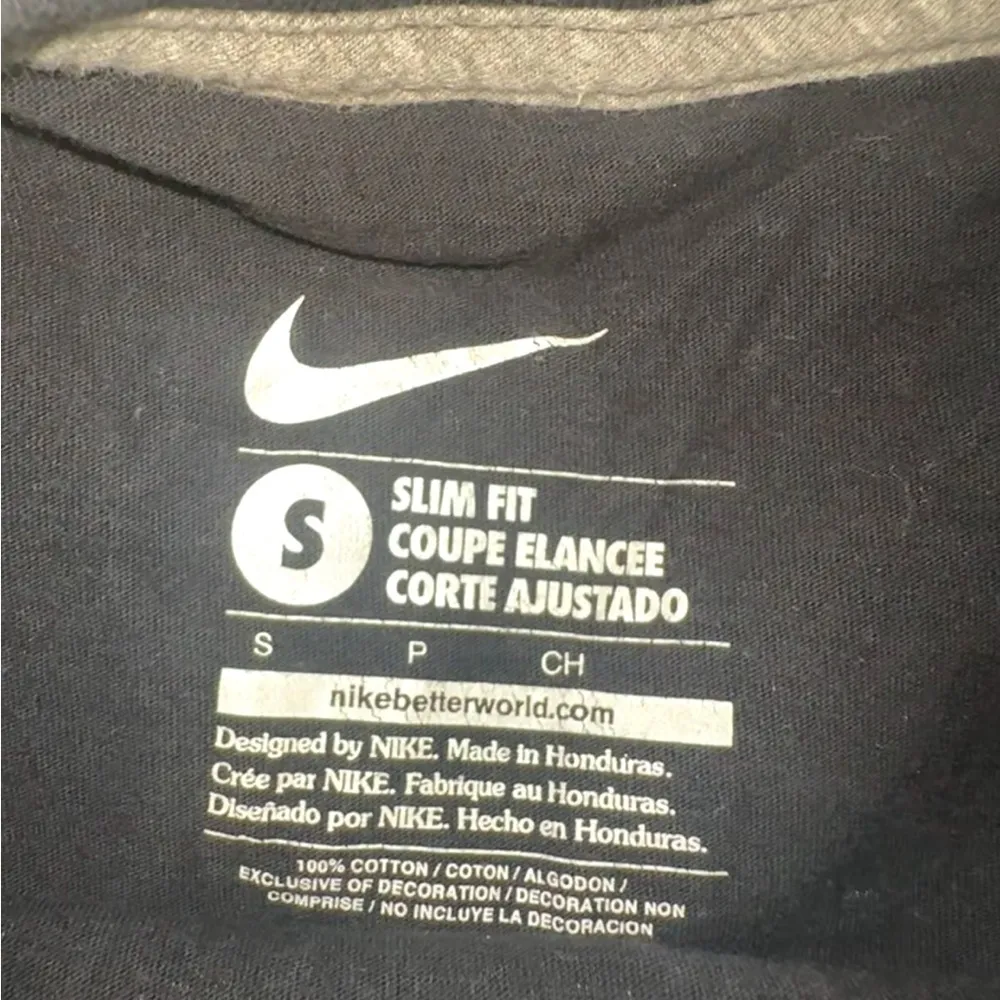 S
SLIM FIT
COUPE ELANCEE
CORTE AJUSTADO
S P CH
nikebetterworld.com
Designed by NIKE. Made in Honduras.
Crée par NIKE. Fabrique au Honduras.
Diseñado por NIKE. Hecho en Honduras.
100% COTTON / COTON / ALGODON /
EXCLUSIVE OF DECORATION / DECORATION NON
COMPRISE / NO INCLUYE LA DECORACION